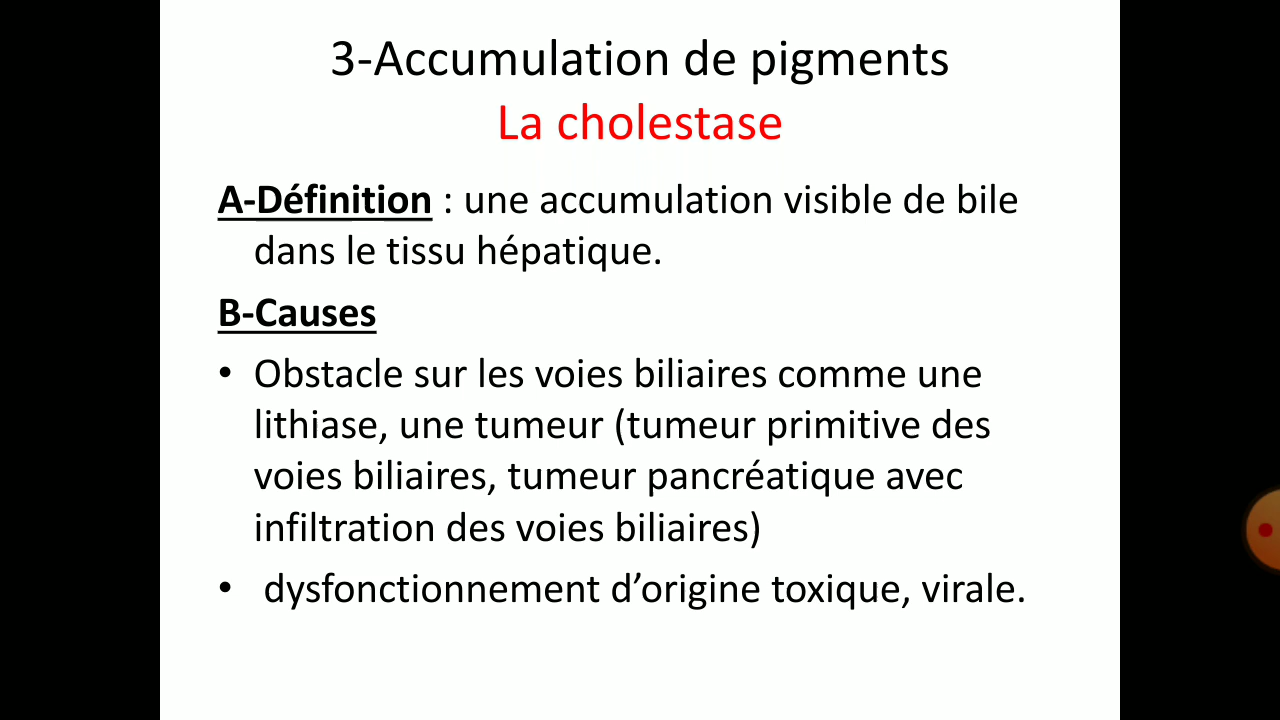 3-Accumulation de pigments
La cholestase
A-Définition : une accumulation visible de bile
dans le tissu hépatique.
B-Causes
• Obstacle sur les voies biliaires comme une
lithiase, une tumeur (tumeur primitive des
voies biliaires, tumeur pancréatique avec
infiltration des voies biliaires)
• dysfonctionnement d’origine toxique, virale.